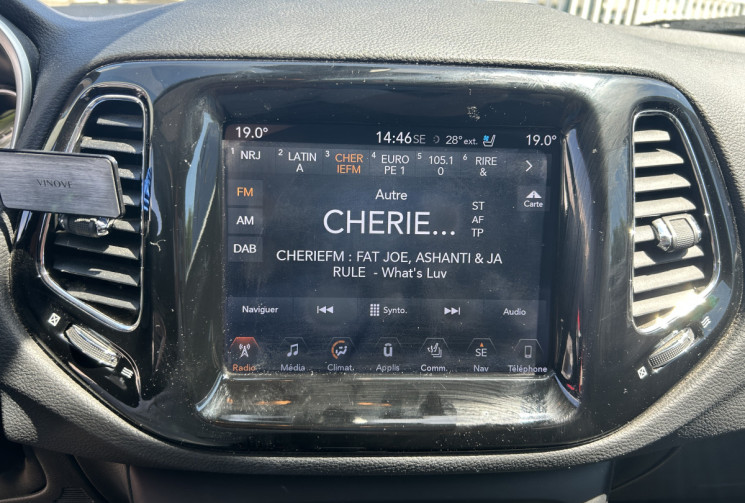 19.0° 14:46 SE 28° ext. 19.0°
1 NRJ 2 LATIN 3 CHER 4 EURO 5 105.1 6 RIRE
A IEFM PE 1 0 &
VINOVE
FM
Autre
Carte
AM
CHERIE...
ST
AF
TP
DAB
CHERIEFM : FAT JOE, ASHANTI & JA
RULE - What's Luv
Naviguer Synto. Audio
Radio Média Climat. Applis Comm. Nav Téléphone
SE